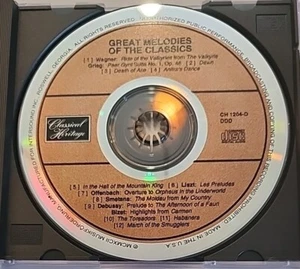 GREAT MELODIES
OF THE CLASSICS
[1] Wagner: Ride of the Valkyries from The Valkyrie
Grieg: Peer Gynt Suite No. 1, Op. 46 [2] Dawn
[3] Death of Ase [4] Anitra's Dance
Classical
Heritage
CH 1204-D
DDD
COMPACT
disc
DIGITAL AUDIO
[5] In the Hall of the Mountain King [6] Liszt: Les Preludes
[7] Offenbach: Overture to Orpheus in the Underworld
[8] Smetana: The Moldau from My Country
[9] Debussy: Prelude to The Afternoon of a Faun
Bizet: Highlights from Carmen
[10] The Toreadors [11] Habanera
[12] March of the Smugglers
MADE IN THE U.S.A.